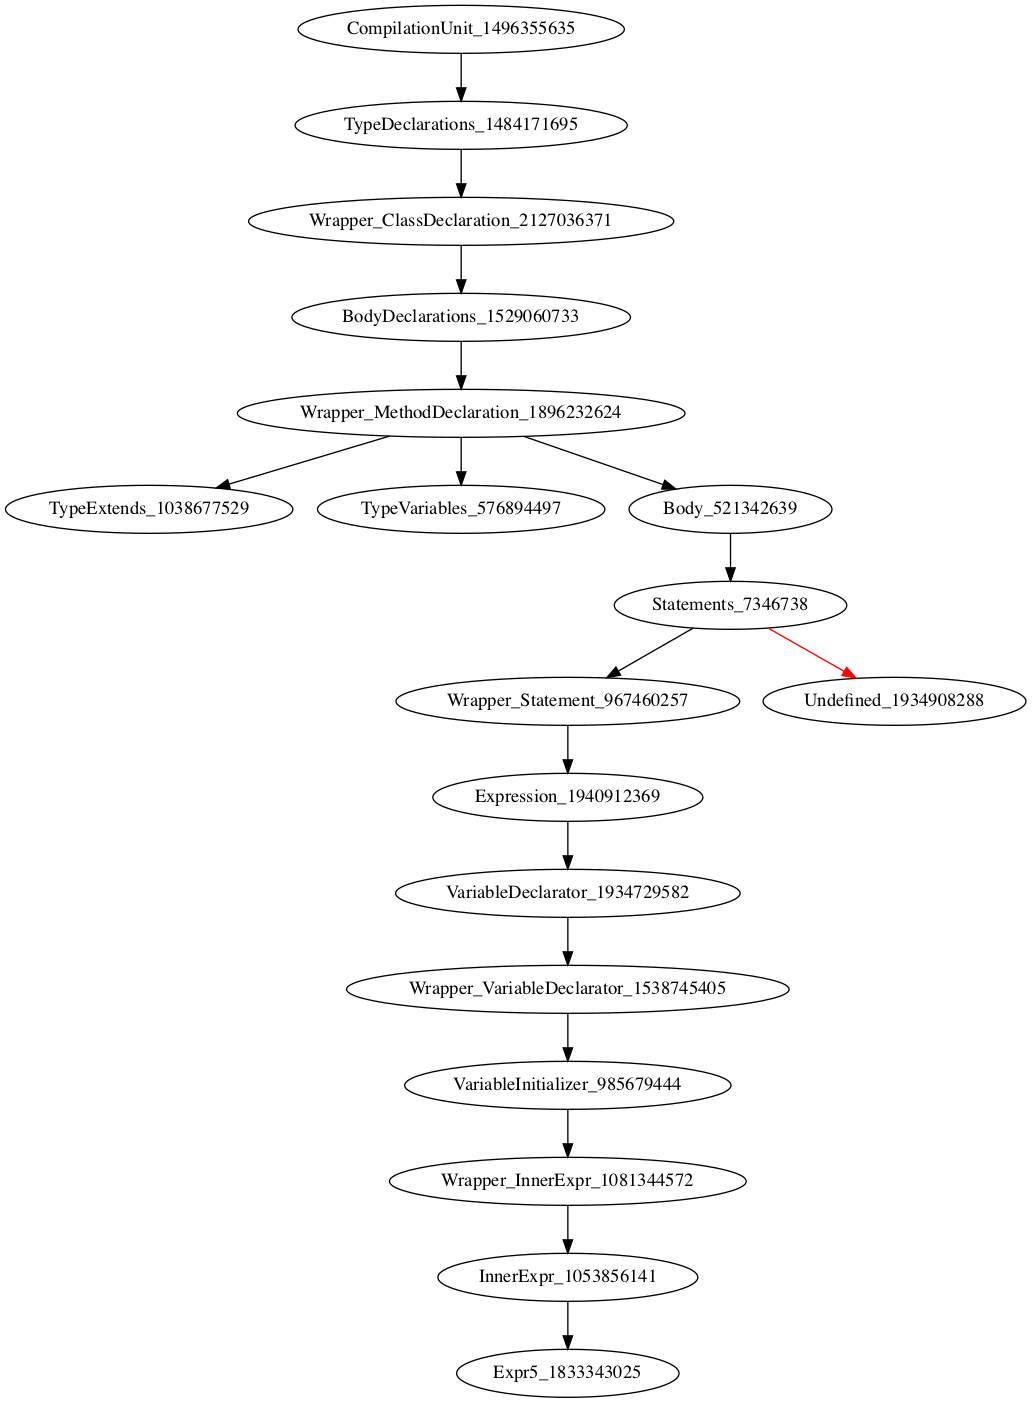 CompilationUnit_1496355635
TypeDeclarations_1484171695
Wrapper_ClassDeclaration_2127036371
BodyDeclarations_1529060733
Wrapper_MethodDeclaration_1896232624
TypeExtends_1038677529
TypeVariables_576894497
Body_521342639
Statements_7346738
Wrapper_Statement_967460257
Undefined_1934908288
Expression_1940912369
VariableDeclarator_1934729582
Wrapper_VariableDeclarator_1538745405
VariableInitializer_985679444
Wrapper_InnerExpr_1081344572
InnerExpr_1053856141
Expr5_1833343025